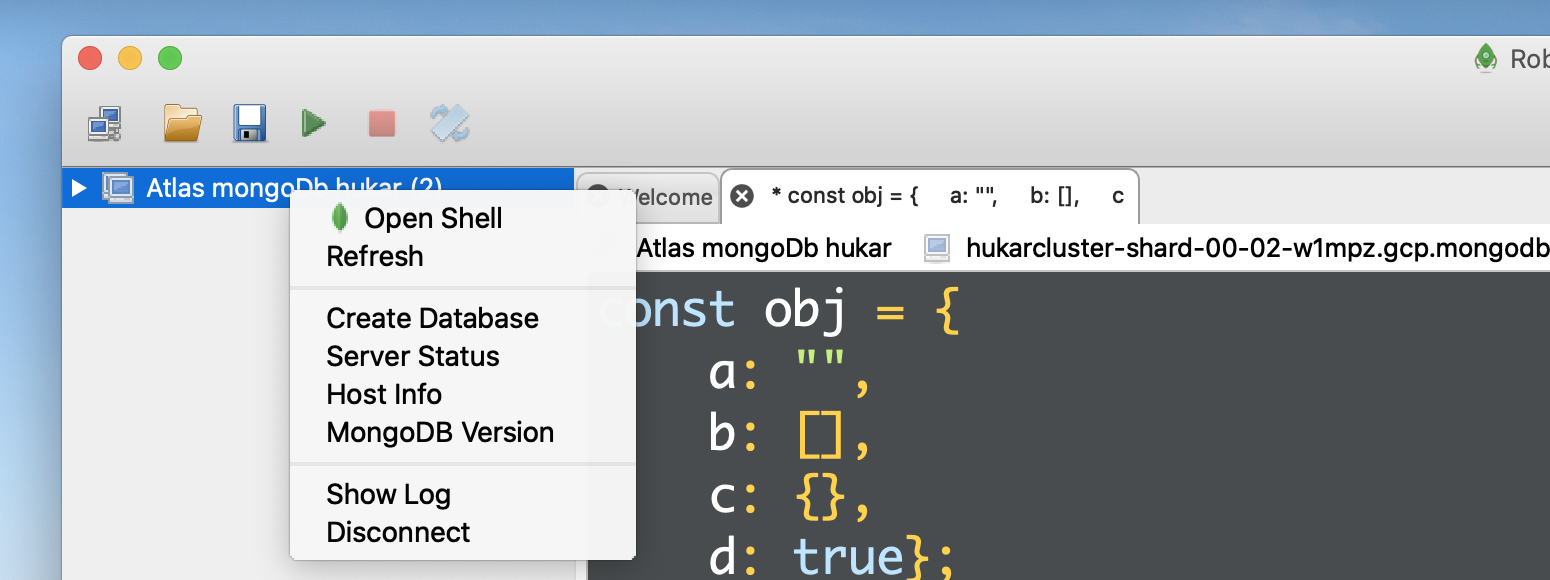 Rob
Atlas mongoDb hukar (2)
Welcome
* const obj = { a: "", b: [], c
Open Shell
Refresh
Create Database
Server Status
Host Info
MongoDB Version
Show Log
Disconnect
Atlas mongoDb hukar hukarcluster-shard-00-02-w1mpz.gcp.mongodb
const obj = {
a: "",
b: [],
c: {},
d: true};